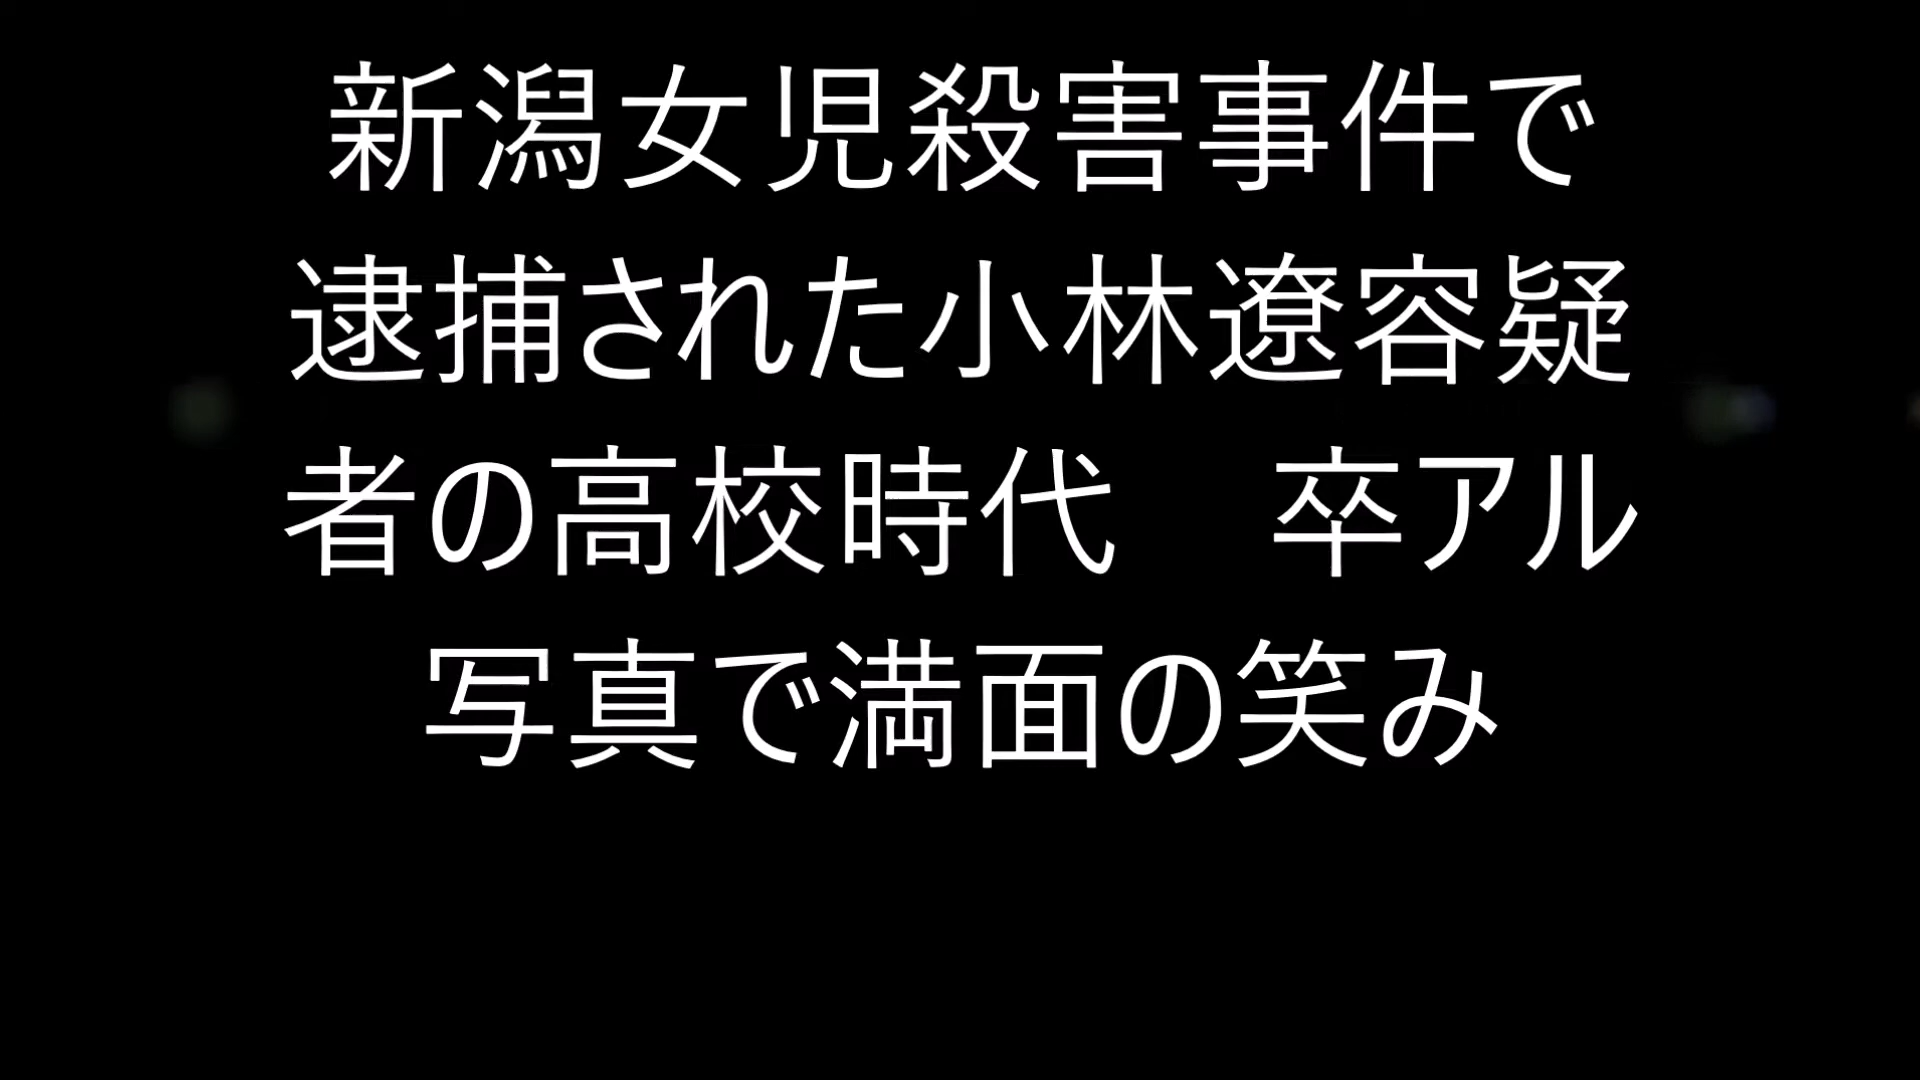 新潟女児殺害事件で
逮捕された小林遼容疑
者の高校時代　卒アル
写真で満面の笑み